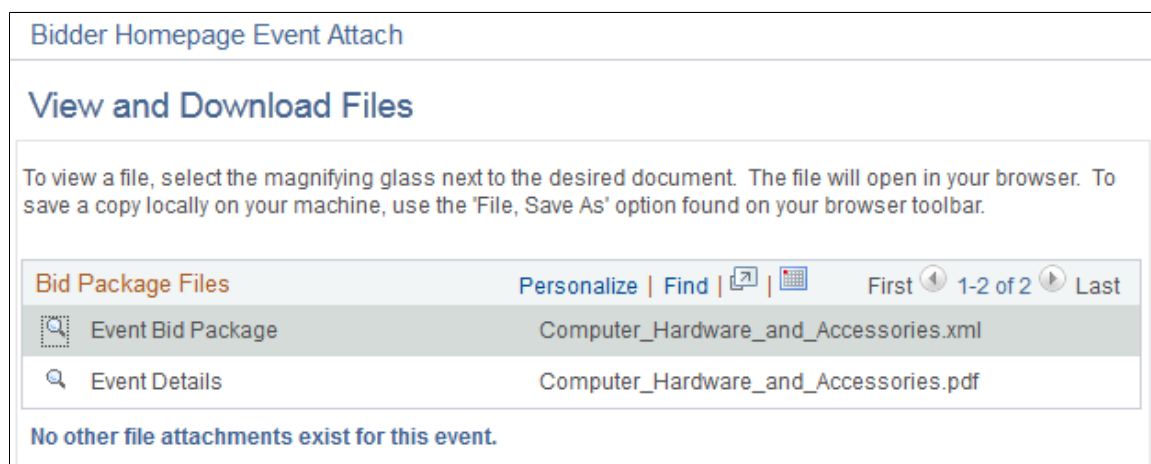 Bidder Homepage Event Attach
View and Download Files
To view a file, select the magnifying glass next to the desired document. The file will open in your browser. To
save a copy locally on your machine, use the 'File, Save As' option found on your browser toolbar.
Bid Package Files Personalize | Find | | First 1-2 of 2 Last
Event Bid Package Computer_Hardware_and_Accessories.xml
Event Details Computer_Hardware_and_Accessories.pdf
No other file attachments exist for this event.